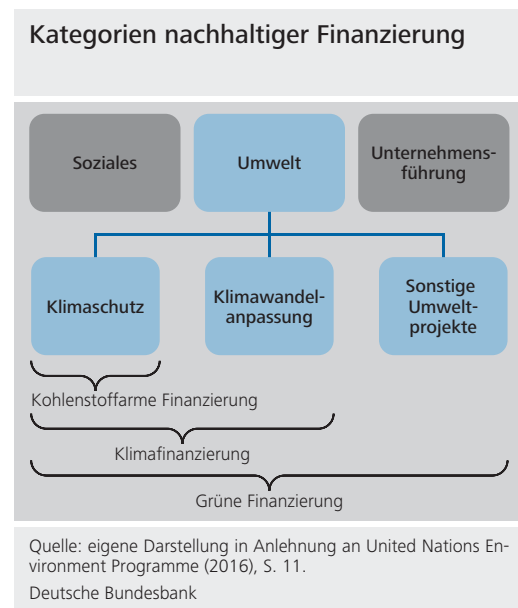 Kategorien nachhaltiger Finanzierung
Soziales
Umwelt
Unternehmens-
führung
Klimaschutz
Klimawandel-
anpassung
Sonstige
Umwelt-
projekte
Kohlenstoffarme Finanzierung
Klimafinanzierung
Grüne Finanzierung
Quelle: eigene Darstellung in Anlehnung an United Nations En-
vironment Programme (2016), S. 11.
Deutsche Bundesbank